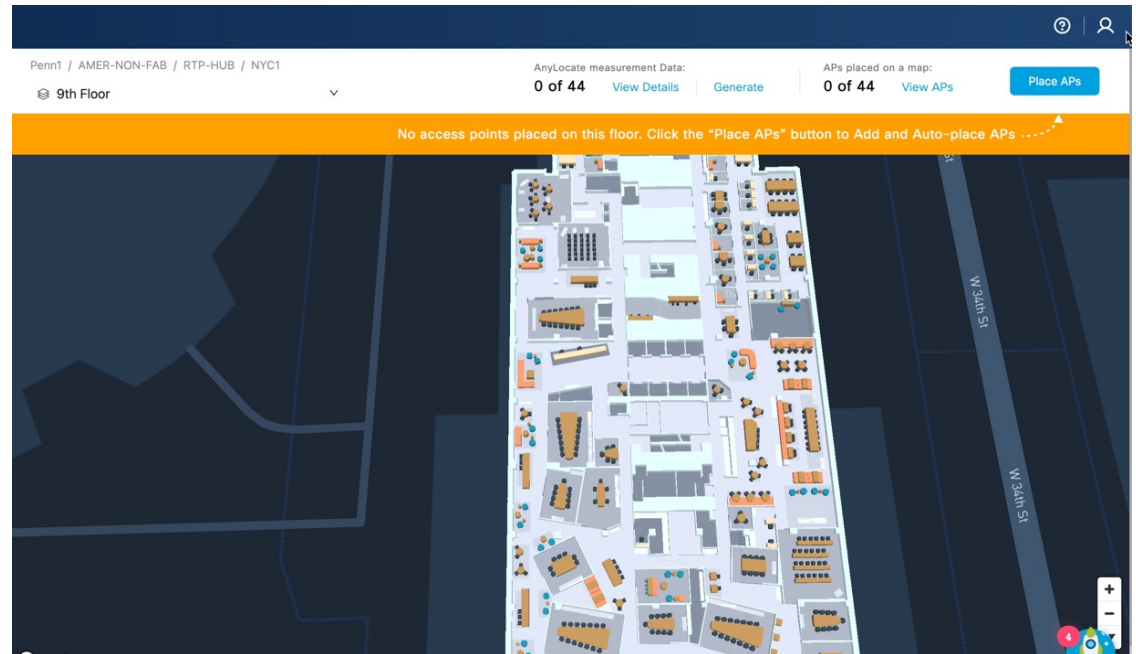 Penn1 / AMER-NON-FAB / RTP-HUB / NYC1
9th Floor
AnyLocate measurement Data:
0 of 44 View Details Generate
APs placed on a map:
0 of 44 View APs
Place APs
No access points placed on this floor. Click the "Place APs" button to Add and Auto-place APs
St
W 34th St
W 34th St
+
−
4